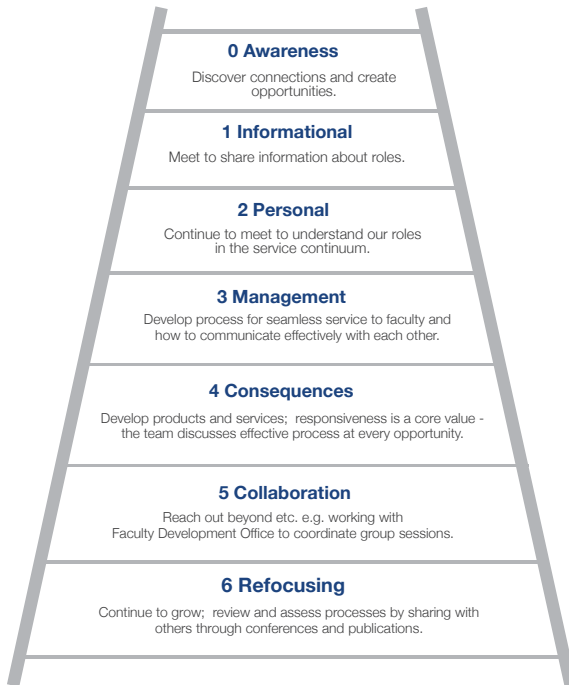 0 Awareness
Discover connections and create
opportunities.
1 Informational
Meet to share information about roles.
2 Personal
Continue to meet to understand our roles
in the service continuum.
3 Management
Develop process for seamless service to faculty and
how to communicate effectively with each other.
4 Consequences
Develop products and services;  responsiveness is a core value -
the team discusses effective process at every opportunity.
5 Collaboration
Reach out beyond etc. e.g. working with
Faculty Development Office to coordinate group sessions.
6 Refocusing
Continue to grow;  review and assess processes by sharing with
others through conferences and publications.